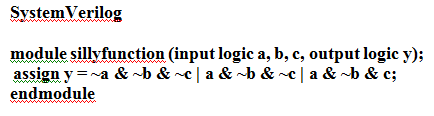 SystemVerilog
module sillyfunction (input logic a, b, c, output logic y);
assign y = ~a & ~b & ~c | a & ~b & ~c | a & ~b & c;
endmodule